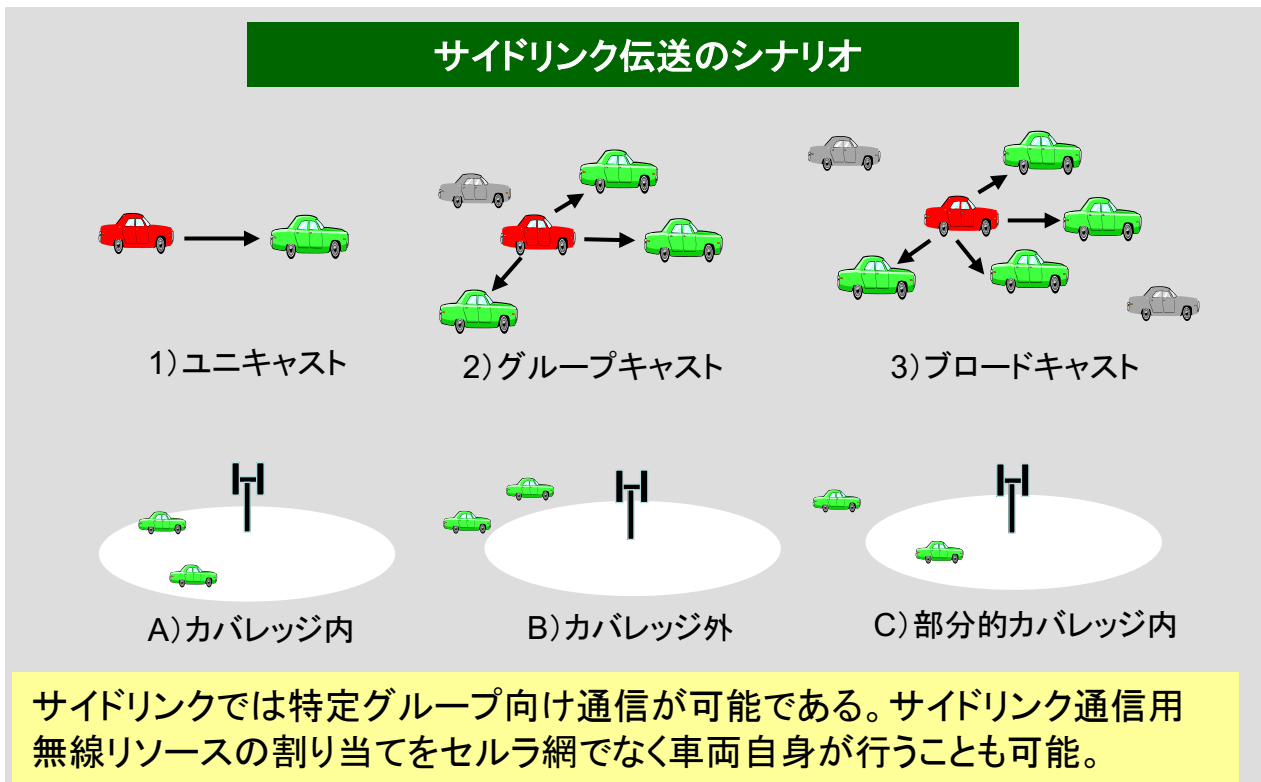 サイドリンク伝送のシナリオ
1)ユニキャスト
2)グループキャスト
3)ブロードキャスト
A)カバレッジ内
B)カバレッジ外
C)部分的カバレッジ内
サイドリンクでは特定グループ向け通信が可能である。サイドリンク通信用
無線リソースの割り当てをセルラ網でなく車両自身が行うことも可能。